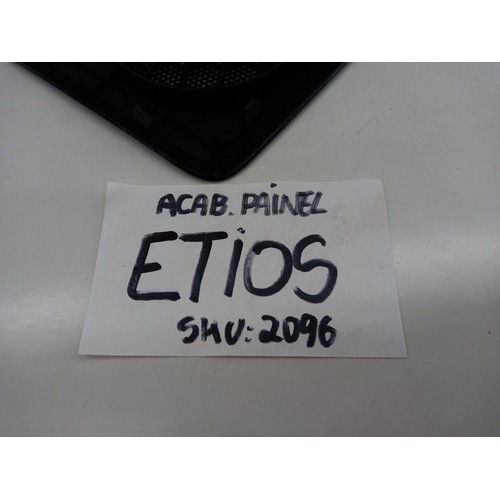 ACAB. PAINEL
ETIOS
SKU: 2096